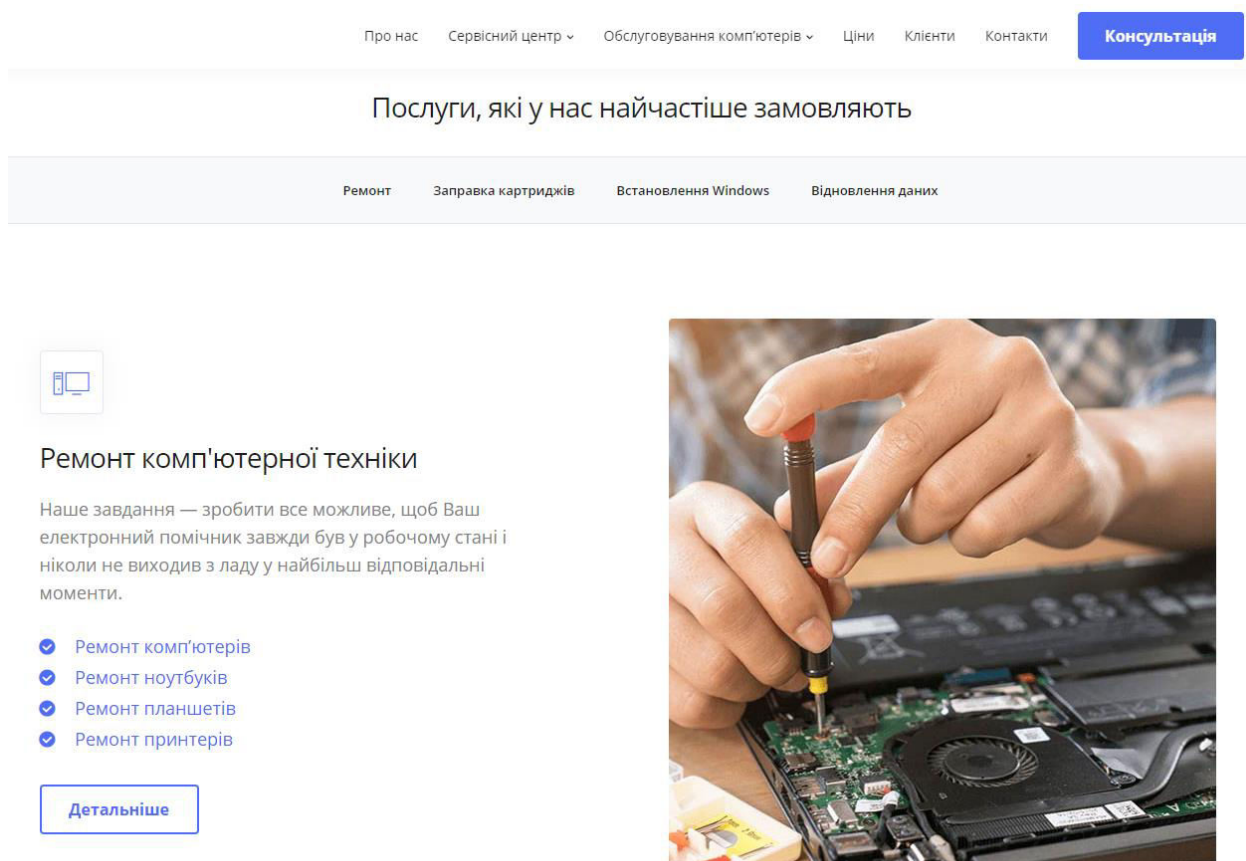 Про нас Сервісний центр Обслуговування комп’ютерів Ціни Клієнти Контакти Консультація
Послуги, які у нас найчастіше замовляють
Ремонт Заправка картриджів Встановлення Windows Відновлення даних
Ремонт комп'ютерної техніки
Наше завдання — зробити все можливе, щоб Ваш
електронний помічник завжди був у робочому стані і
ніколи не виходив з ладу у найбільш відповідальні
моменти.
Ремонт комп’ютерів
Ремонт ноутбуків
Ремонт планшетів
Ремонт принтерів
Детальніше